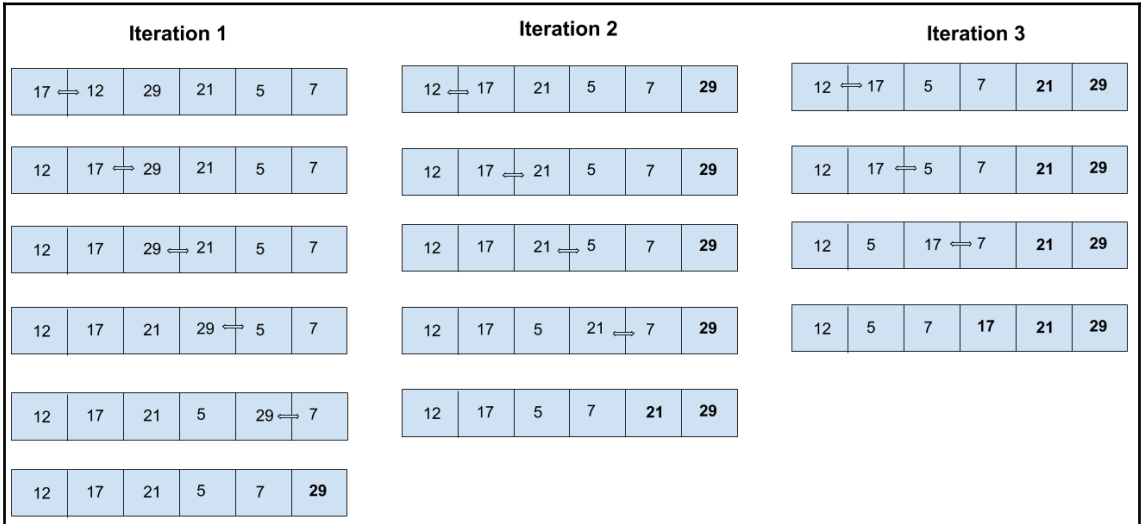 Iteration 1
17 ⟺ 12 29 21 5 7
12 17 ⟺ 29 21 5 7
12 17 29 ⟺ 21 5 7
12 17 21 29 ⟺ 5 7
12 17 21 5 29 ⟺ 7
12 17 21 5 7 29
Iteration 2
12 ⟺ 17 21 5 7 29
12 17 ⟺ 21 5 7 29
12 17 21 ⟺ 5 7 29
12 17 5 21 ⟺ 7 29
12 17 5 7 21 29
Iteration 3
12 ⟺ 17 5 7 21 29
12 17 ⟺ 5 7 21 29
12 5 17 ⟺ 7 21 29
12 5 7 17 21 29